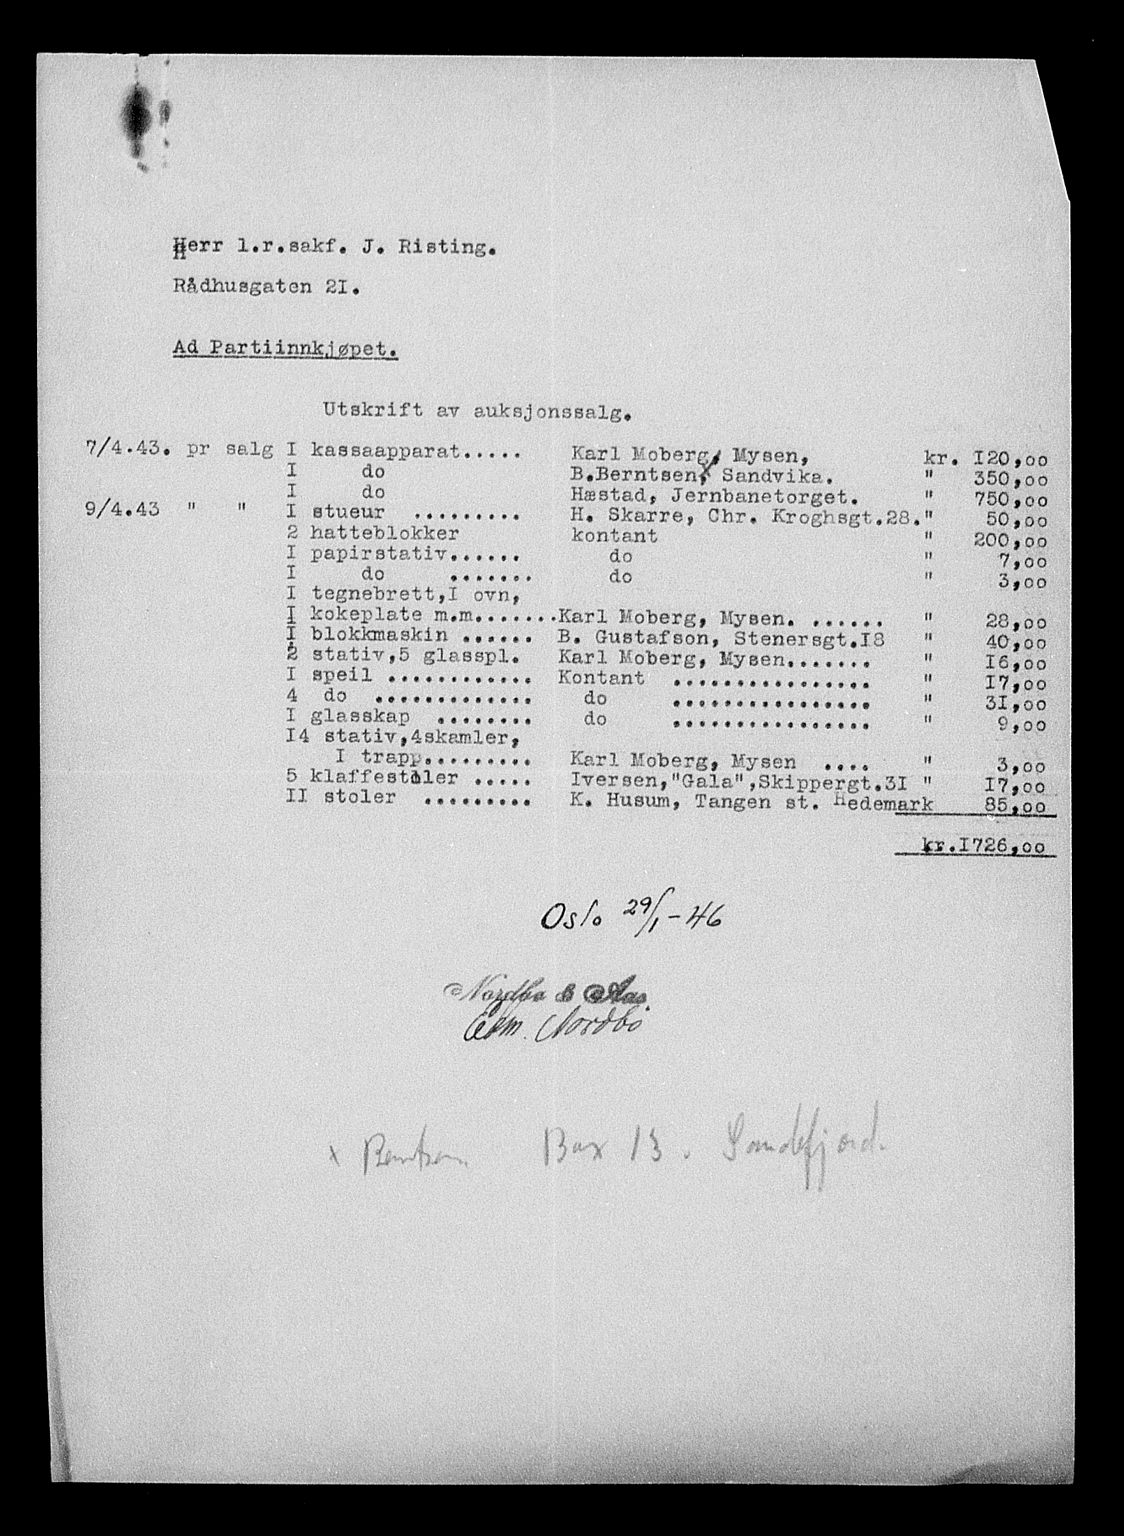 Herr l.r.sakf. J. Risting.
Rådhusgaten 2I.
Ad Partiinnkjøpet.
Utskrift av auksjonssalg.
7/4.43. pr salg I kassaapparat..... Karl Moberg, Mysen, kr. I20,oo
I do B.Berntsen, Sandvika. " 350,oo
I do Hæstad, Jernbanetorget. " 750,oo
9/4.43 " " I stueur ......... H. Skarre, Chr. Kroghsgt.28." 50,oo
2 hatteblokker kontant " 200,oo
I papirstativ...... do " 7,oo
I do ....... do " 3,oo
I tegnebrett,I ovn,
I kokeplate m.m.......Karl Moberg, Mysen. ...... " 28,oo
I blokkmaskin ...... B. Gustafson, Stenersgt.I8 " 40,oo
2 stativ,5 glasspl. Karl Moberg, Mysen....... " I6,oo
I speil ............ Kontant ................ " I7,oo
4 do ............. do ................ " 3I,oo
I glasskap ........ do ................ " 9,oo
I4 stativ,4skamler,
I trapp......... Karl Moberg, Mysen .... " 3,oo
5 klaffestoler ..... Iversen,"Gala",Skippergt.3I " I7,oo
II stoler ......... K. Husum, Tangen st. Hedemark 85,oo
kr.I726,oo
Oslo 29/1-46
Nordbø & Aas.
Edm. Nordbö
x Berntsen Box 13. Sandefjord.